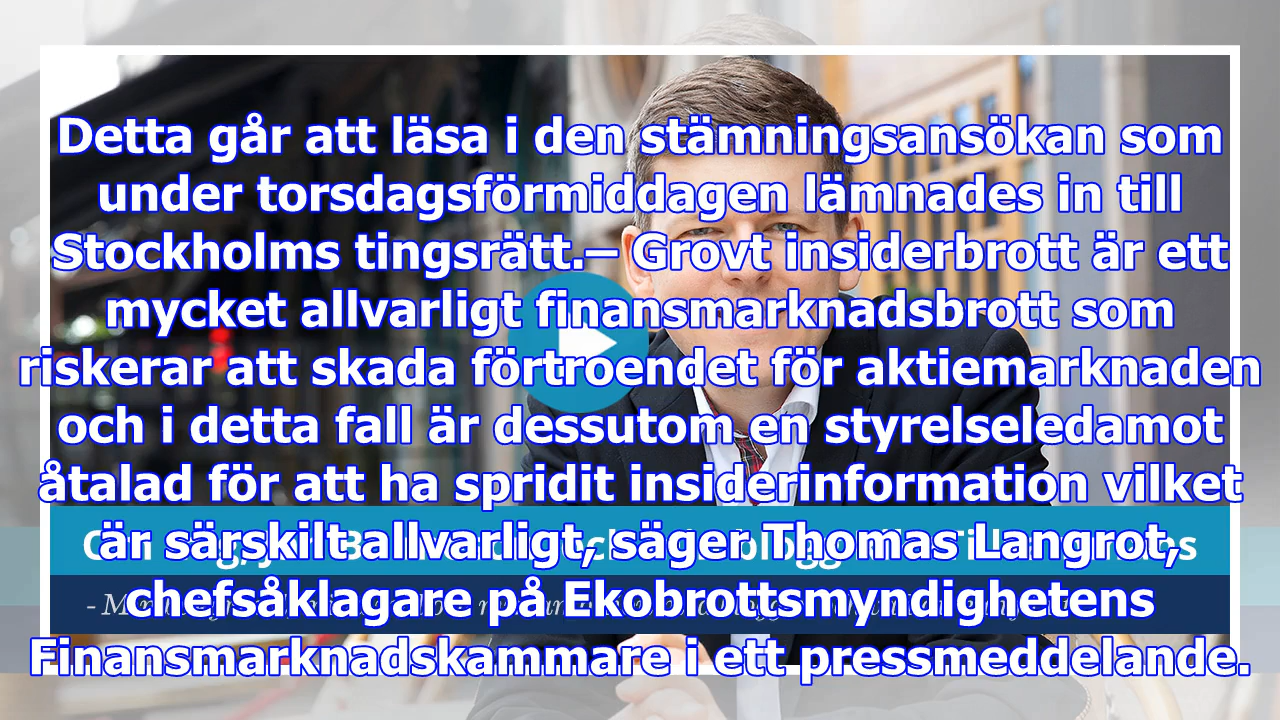 Detta går att läsa i den stämningsansökan som
under torsdagsförmiddagen lämnades in till
Stockholms tingsrätt.– Grovt insiderbrott är ett
mycket allvarligt finansmarknadsbrott som
riskerar att skada förtroendet för aktiemarknaden
och i detta fall är dessutom en styrelseledamot
åtalad för att ha spridit insiderinformation vilket
är särskilt allvarligt, säger Thomas Langrot,
chefsåklagare på Ekobrottsmyndighetens
Finansmarknadskammare i ett pressmeddelande.